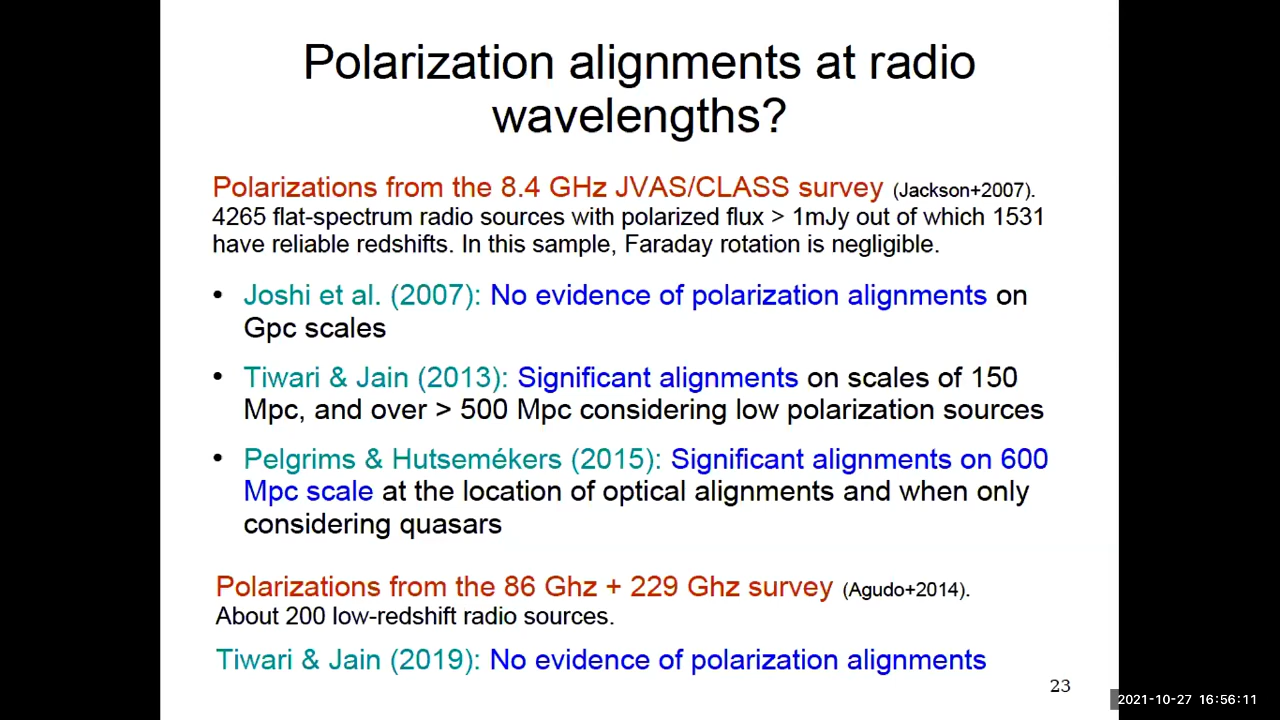 Polarization alignments at radio
wavelengths?
Polarizations from the 8.4 GHz JVAS/CLASS survey (Jackson+2007).
4265 flat-spectrum radio sources with polarized flux > 1mJy out of which 1531
have reliable redshifts. In this sample, Faraday rotation is negligible.
• Joshi et al. (2007): No evidence of polarization alignments on
Gpc scales
• Tiwari & Jain (2013): Significant alignments on scales of 150
Mpc, and over > 500 Mpc considering low polarization sources
• Pelgrims & Hutsemékers (2015): Significant alignments on 600
Mpc scale at the location of optical alignments and when only
considering quasars
Polarizations from the 86 Ghz + 229 Ghz survey (Agudo+2014).
About 200 low-redshift radio sources.
Tiwari & Jain (2019): No evidence of polarization alignments
23
2021-10-27 16:56:11